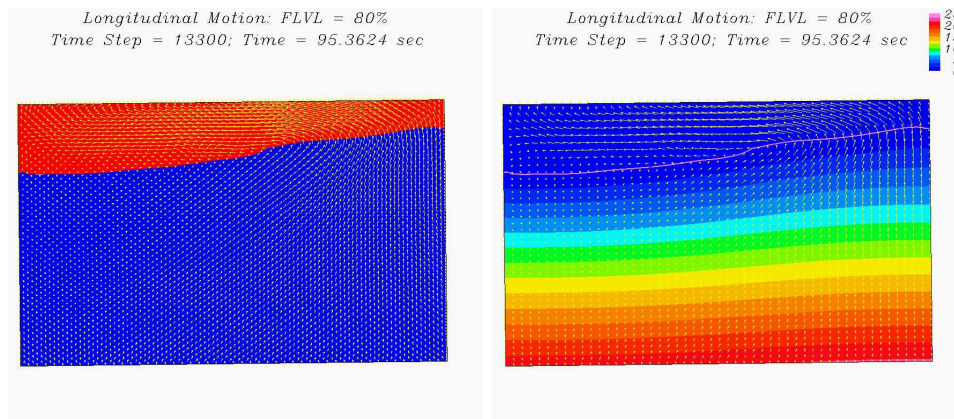 Longitudinal Motion: FLVL = 80%
Time Step = 13300; Time = 95.3624 sec
Longitudinal Motion: FLVL = 80%
Time Step = 13300; Time = 95.3624 sec